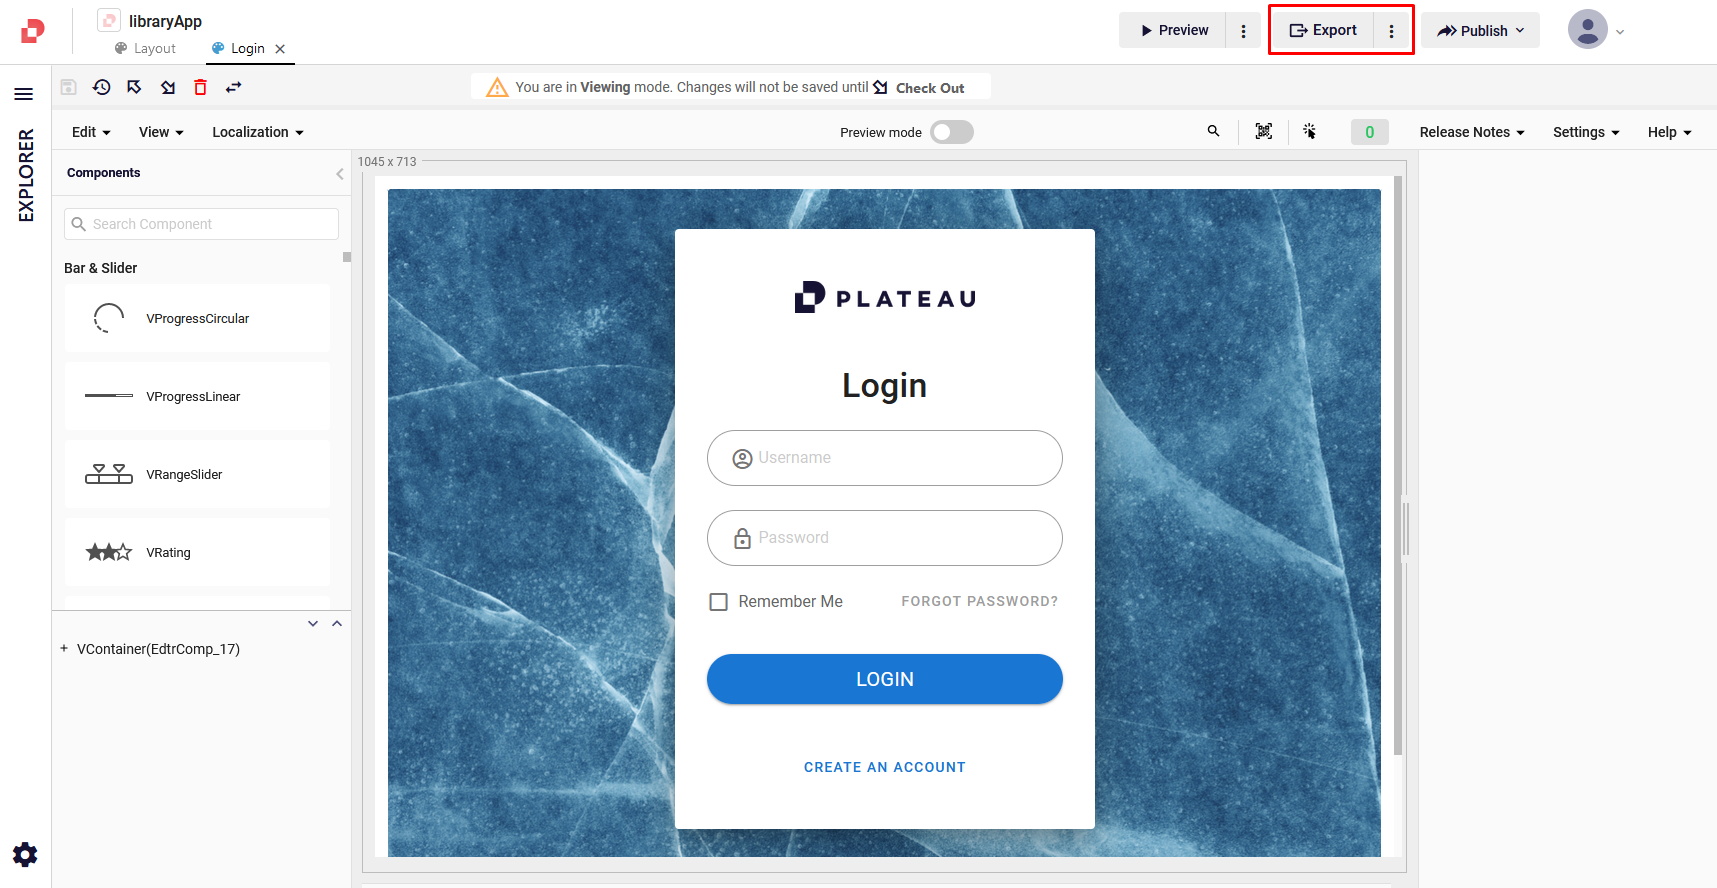 libraryApp
Layout
Login
Preview
Export
Publish
You are in Viewing mode. Changes will not be saved until Check Out
EXPLORER
Edit
View
Localization
Preview mode
0
Release Notes
Settings
Help
Components
Search Component
Bar & Slider
VProgressCircular
VProgressLinear
VRangeSlider
VRating
+ VContainer(EdtrComp_17)
1045 x 713
PLATEAU
Login
Username
Password
Remember Me
FORGOT PASSWORD?
LOGIN
CREATE AN ACCOUNT